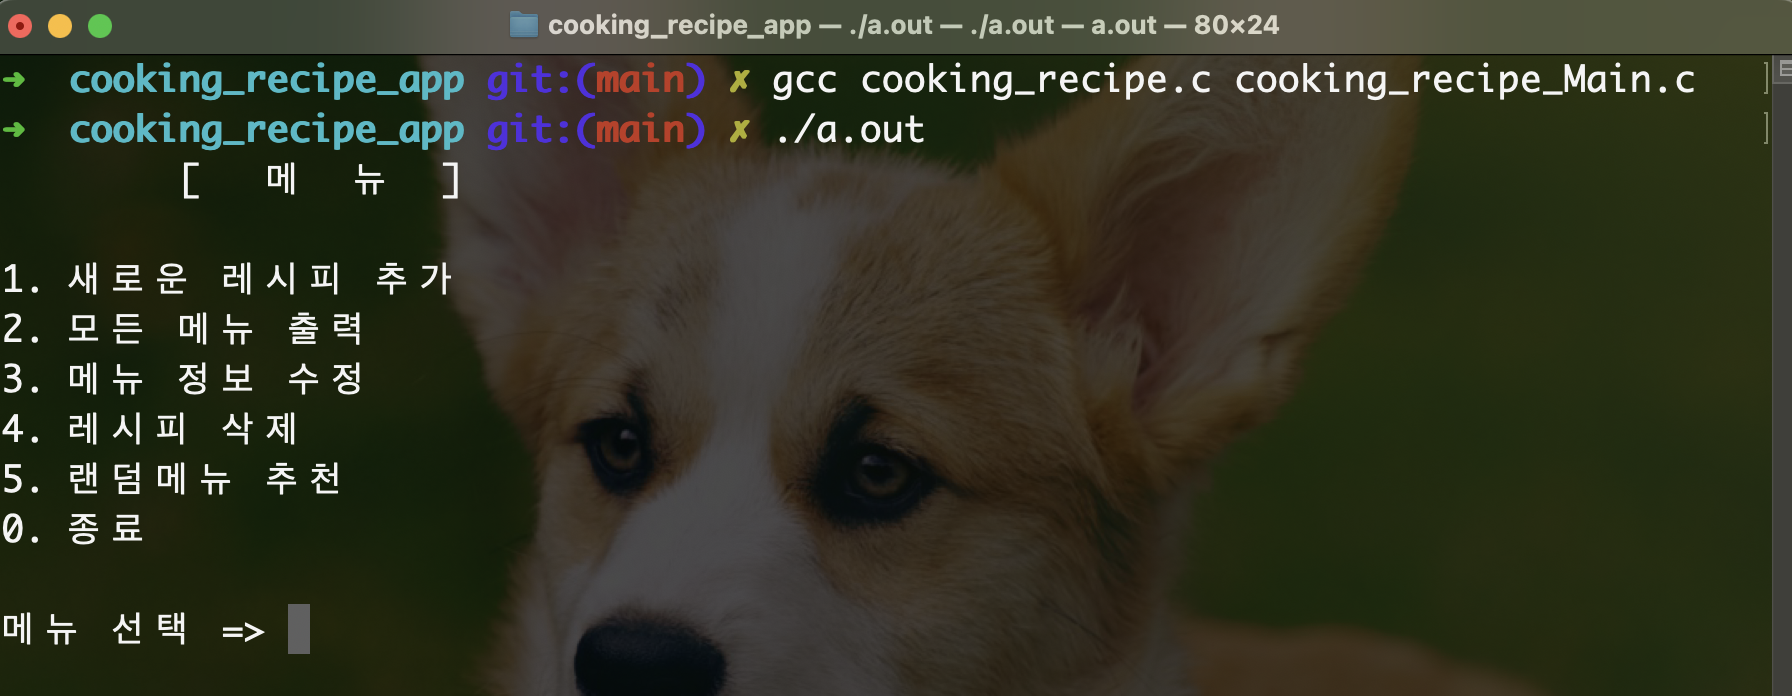 cooking_recipe_app — ./a.out — ./a.out — a.out — 80×24
➜ cooking_recipe_app git:(main) ✗ gcc cooking_recipe.c cooking_recipe_Main.c
➜ cooking_recipe_app git:(main) ✗ ./a.out
[ 메 뉴 ]
1. 새로운 레시피 추가
2. 모든 메뉴 출력
3. 메뉴 정보 수정
4. 레시피 삭제
5. 랜덤메뉴 추천
0. 종료
메뉴 선택 =>